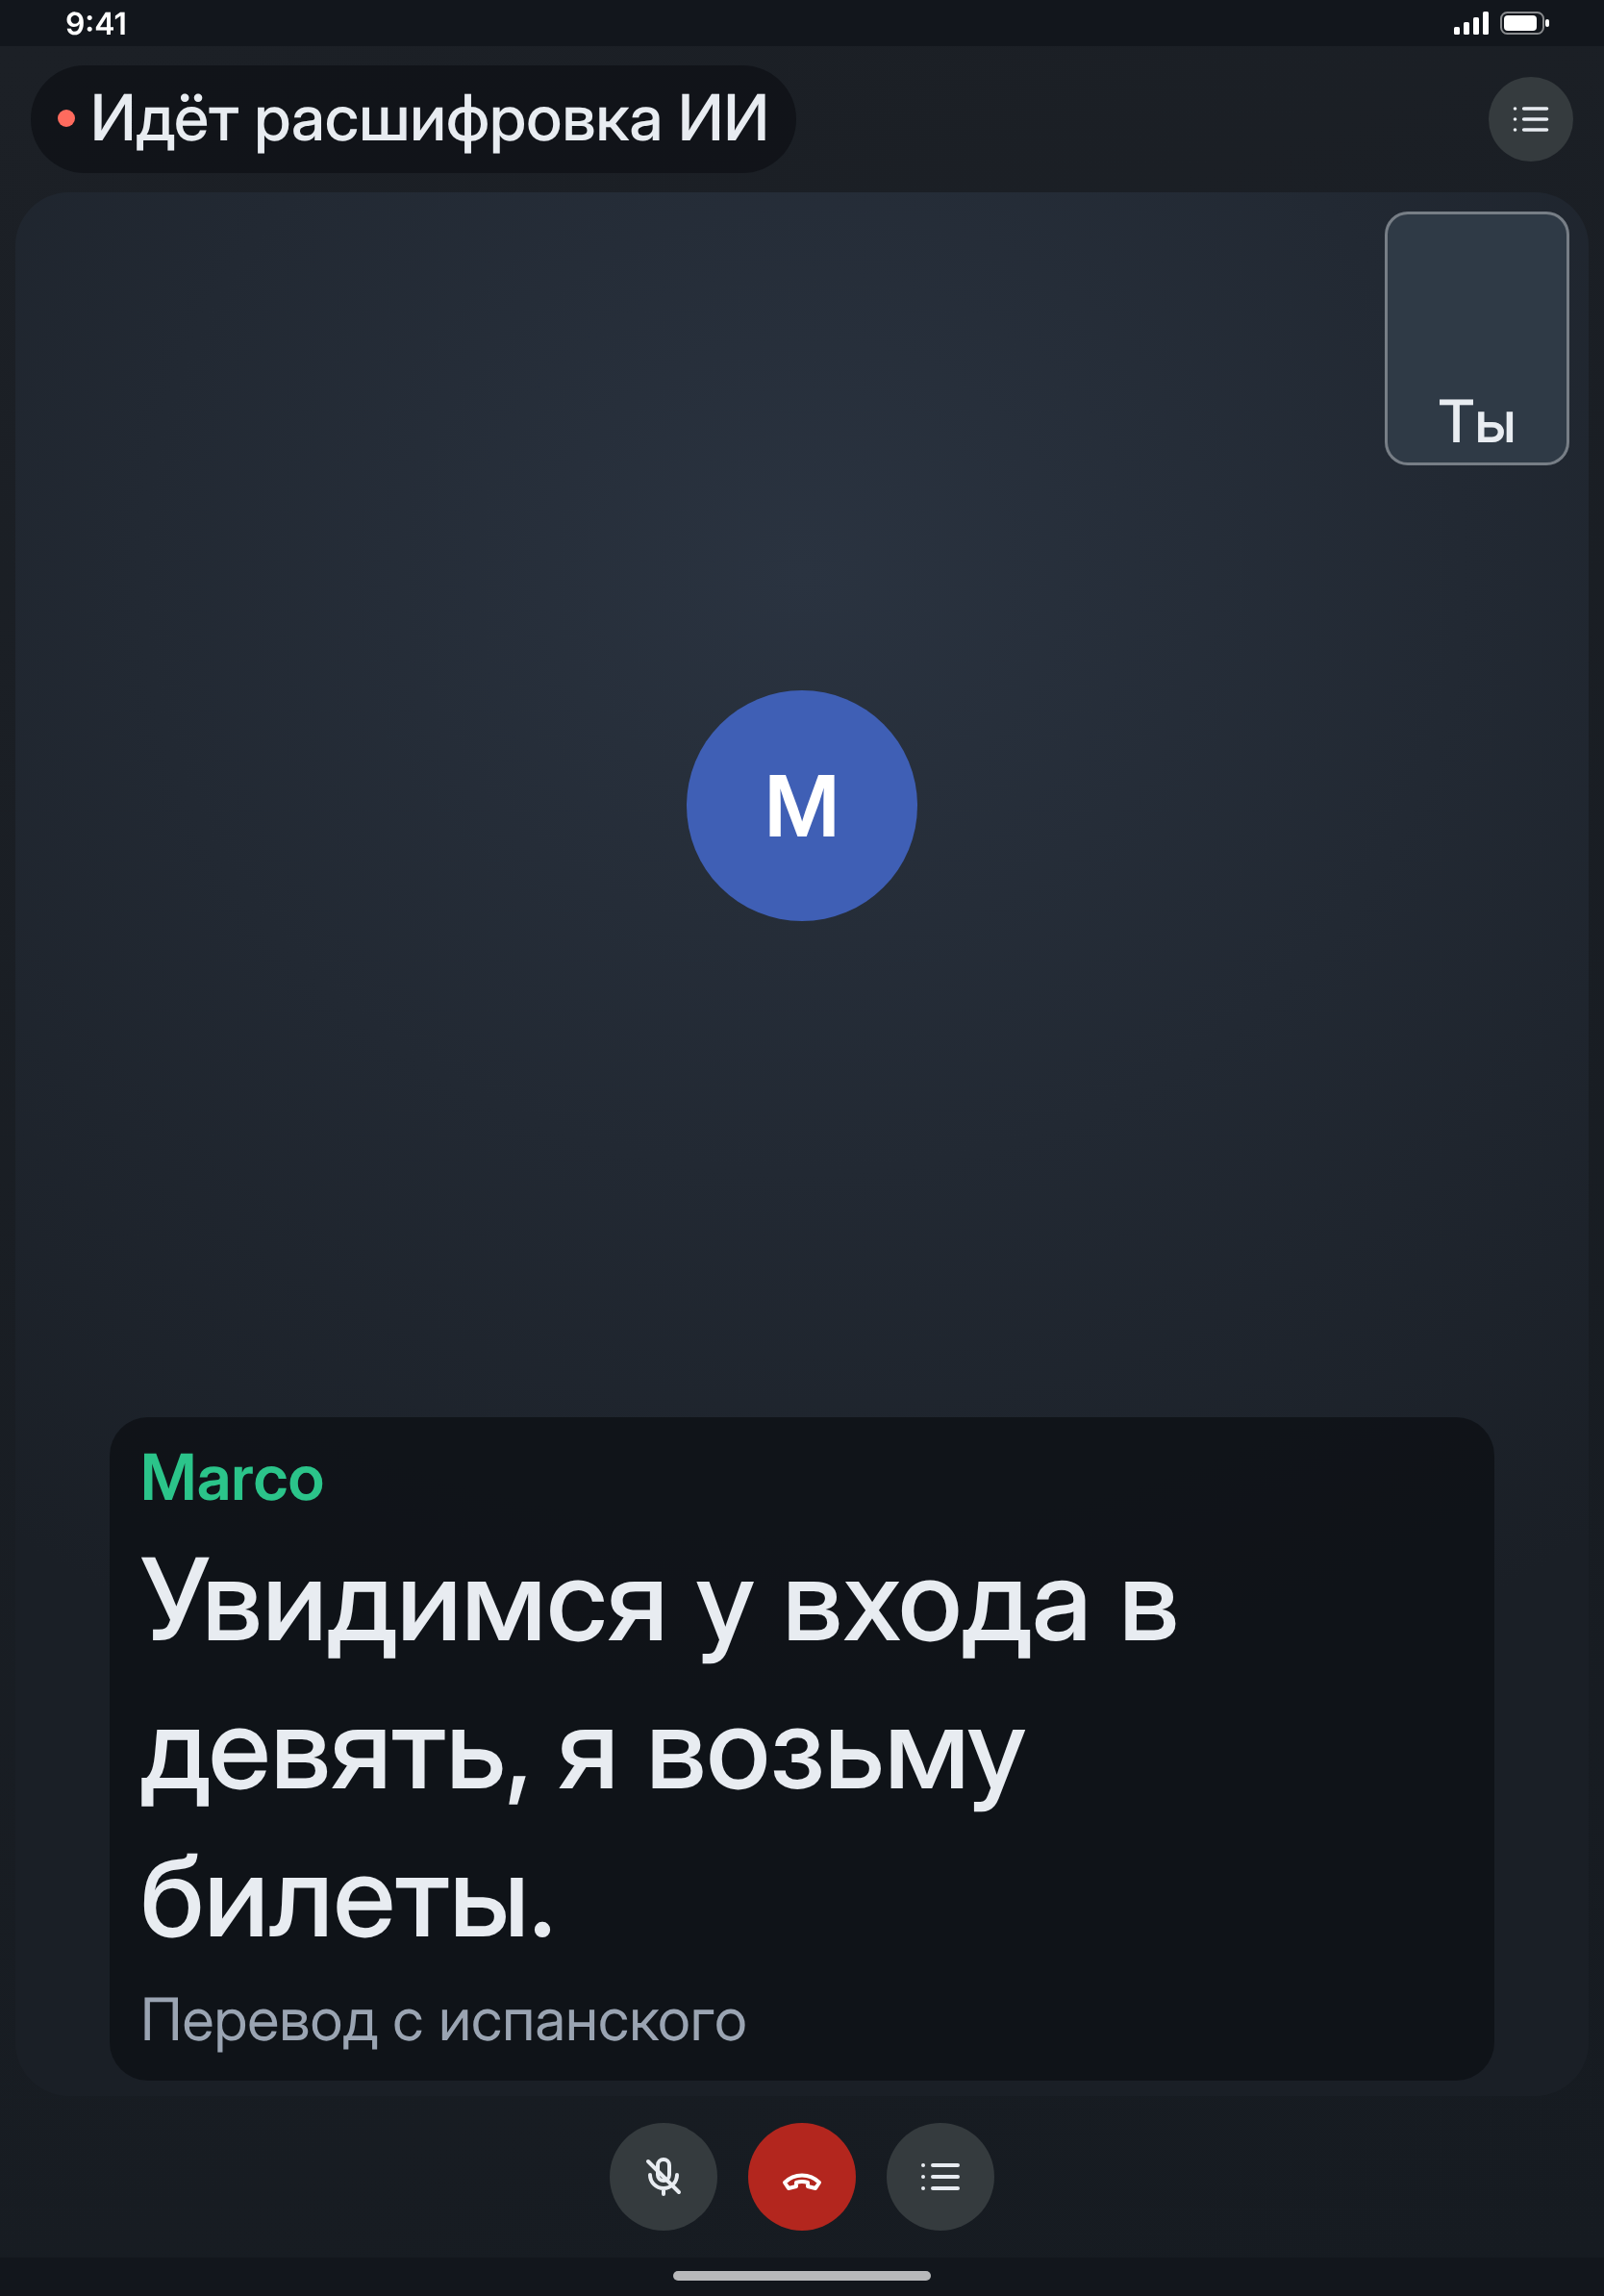 9:41
Идёт расшифровка ИИ
Ты
M
Marco
Увидимся у входа в
девять, я возьму
билеты.
Перевод с испанского